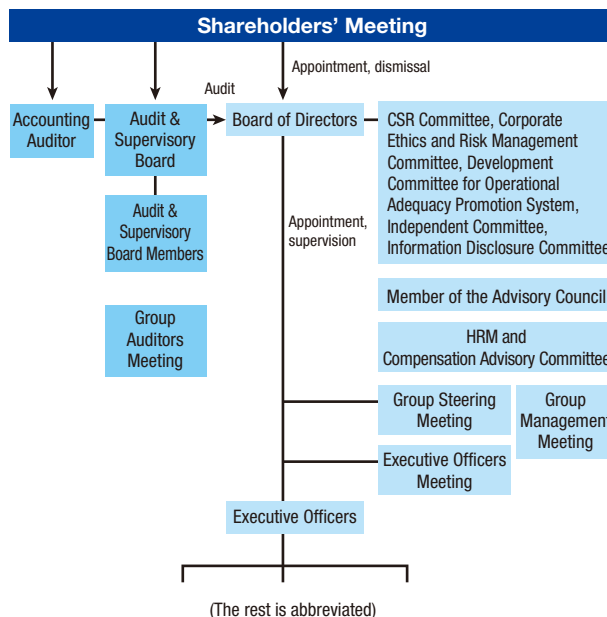 Shareholders' Meeting
Appointment, dismissal
Audit
Accounting
Auditor
Audit &
Supervisory
Board
Board of Directors
CSR Committee, Corporate
Ethics and Risk Management
Committee, Development
Committee for Operational
Adequacy Promotion System,
Independent Committee,
Information Disclosure Committee
Audit &
Supervisory
Board Members
Appointment,
supervision
Member of the Advisory Council
Group
Auditors
Meeting
HRM and
Compensation Advisory Committee
Group Steering
Meeting
Group
Management
Meeting
Executive Officers
Meeting
Executive Officers
(The rest is abbreviated)